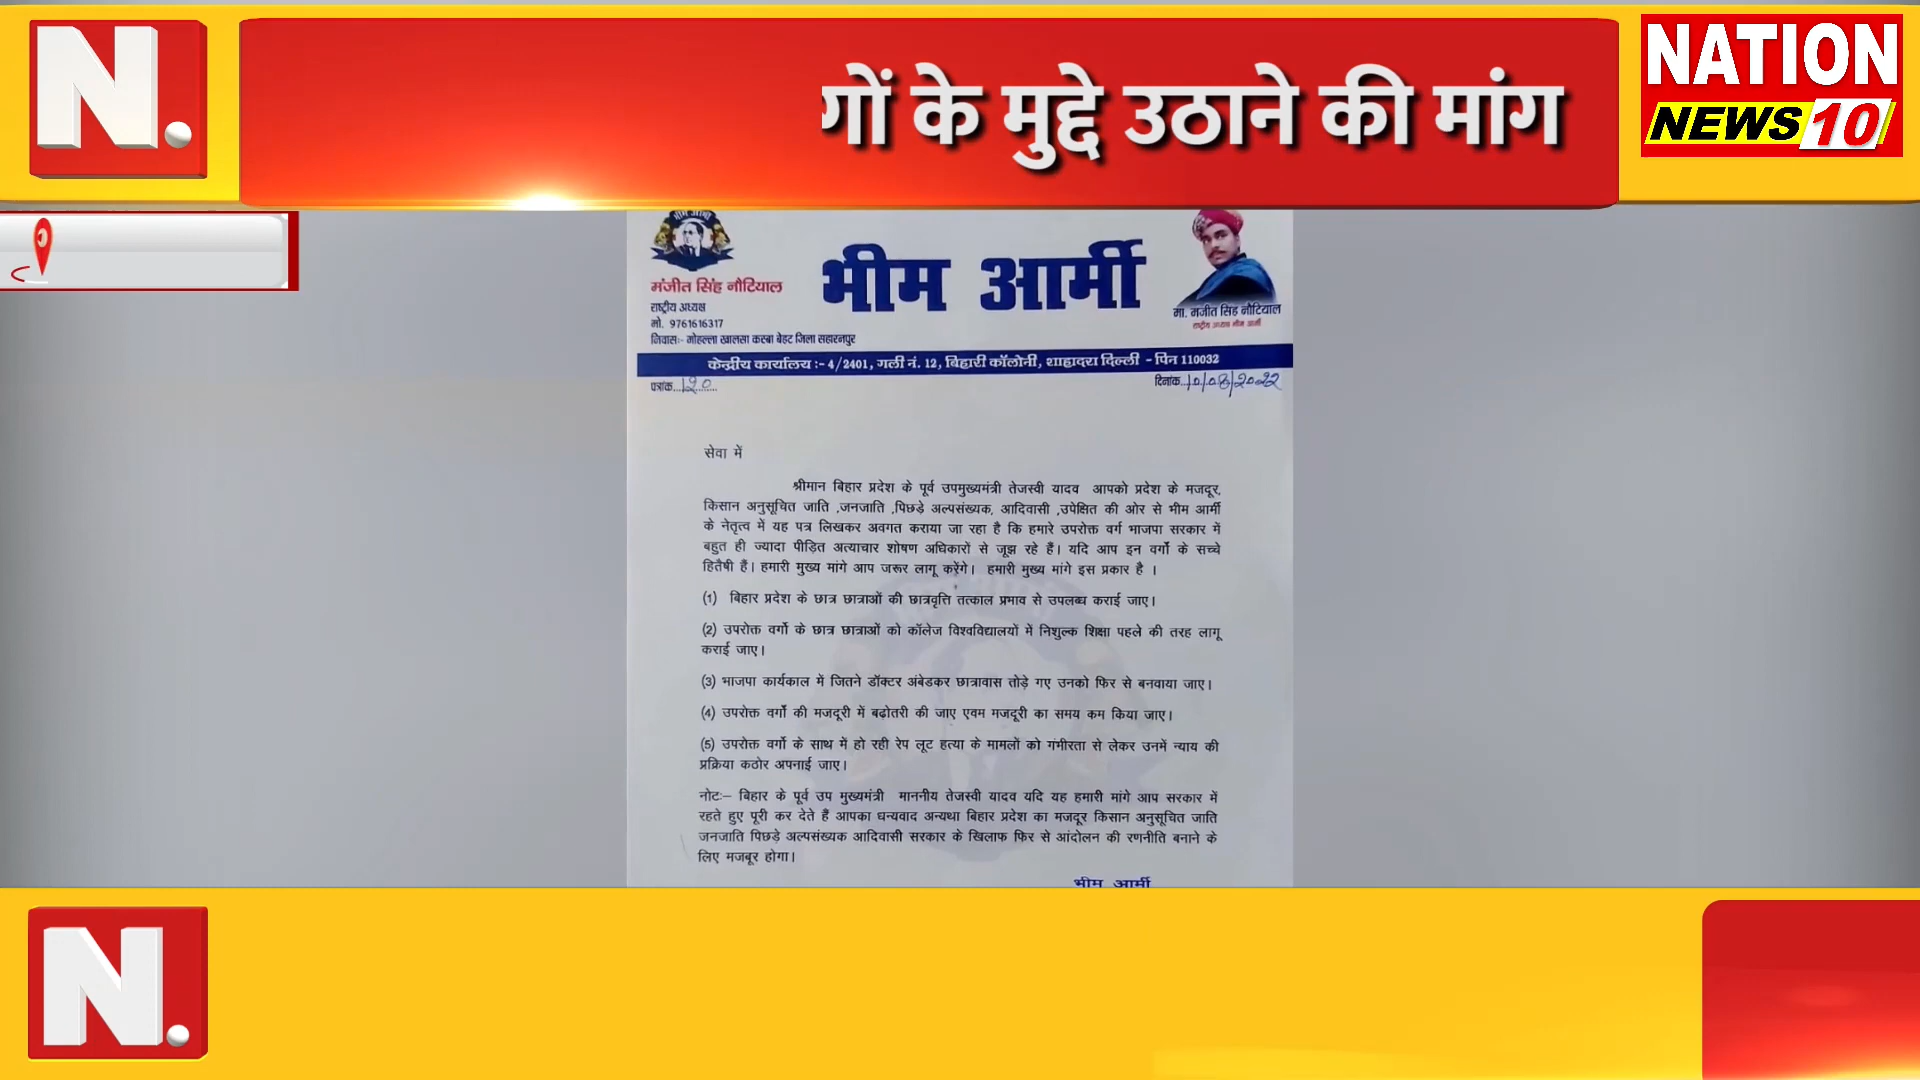 N.
गों के मुद्दे उठाने की मांग
NATION
NEWS 10
भीम आर्मी
मंजीत सिंह नौटियाल
राष्ट्रीय अध्यक्ष
मो. 9761616317
निवासः- मोहल्ला खालसा कस्बा बेहट जिला सहारनपुर
भीम आर्मी
मा. मंजीत सिंह नौटियाल
राष्ट्रीय अध्यक्ष भीम आर्मी
केन्द्रीय कार्यालय :- 4/2401, गली नं. 12, बिहारी कॉलोनी, शाहादरा दिल्ली - पिन 110032
पत्रांक 120
दिनांक 10/08/2022
सेवा में
श्रीमान बिहार प्रदेश के पूर्व उपमुख्यमंत्री तेजस्वी यादव आपको प्रदेश के मजदूर,
किसान अनुसूचित जाति ,जनजाति ,पिछड़े अल्पसंख्यक, आदिवासी ,उपेक्षित की ओर से भीम आर्मी
के नेतृत्व में यह पत्र लिखकर अवगत कराया जा रहा है कि हमारे उपरोक्त वर्ग भाजपा सरकार में
बहुत ही ज्यादा पीड़ित अत्याचार शोषण अधिकारों से जूझ रहे हैं। यदि आप इन वर्गों के सच्चे
हितैषी हैं। हमारी मुख्य मांगे आप जरूर लागू करेंगे। हमारी मुख्य मांगे इस प्रकार है ।
(1) बिहार प्रदेश के छात्र छात्राओं की छात्रवृत्ति तत्काल प्रभाव से उपलब्ध कराई जाए।
(2) उपरोक्त वर्गो के छात्र छात्राओं को कॉलेज विश्वविद्यालयों में निशुल्क शिक्षा पहले की तरह लागू
कराई जाए।
(3) भाजपा कार्यकाल में जितने डॉक्टर अंबेडकर छात्रावास तोड़े गए उनको फिर से बनवाया जाए।
(4) उपरोक्त वर्गों की मजदूरी में बढ़ोतरी की जाए एवम मजदूरी का समय कम किया जाए।
(5) उपरोक्त वर्गो के साथ में हो रही रेप लूट हत्या के मामलों को गंभीरता से लेकर उनमें न्याय की
प्रक्रिया कठोर अपनाई जाए।
नोटः– बिहार के पूर्व उप मुख्यमंत्री माननीय तेजस्वी यादव यदि यह हमारी मांगे आप सरकार में
रहते हुए पूरी कर देते हैं आपका धन्यवाद अन्यथा बिहार प्रदेश का मजदूर किसान अनुसूचित जाति
जनजाति पिछड़े अल्पसंख्यक आदिवासी सरकार के खिलाफ फिर से आंदोलन की रणनीति बनाने के
लिए मजबूर होगा।
भीम आर्मी
N.